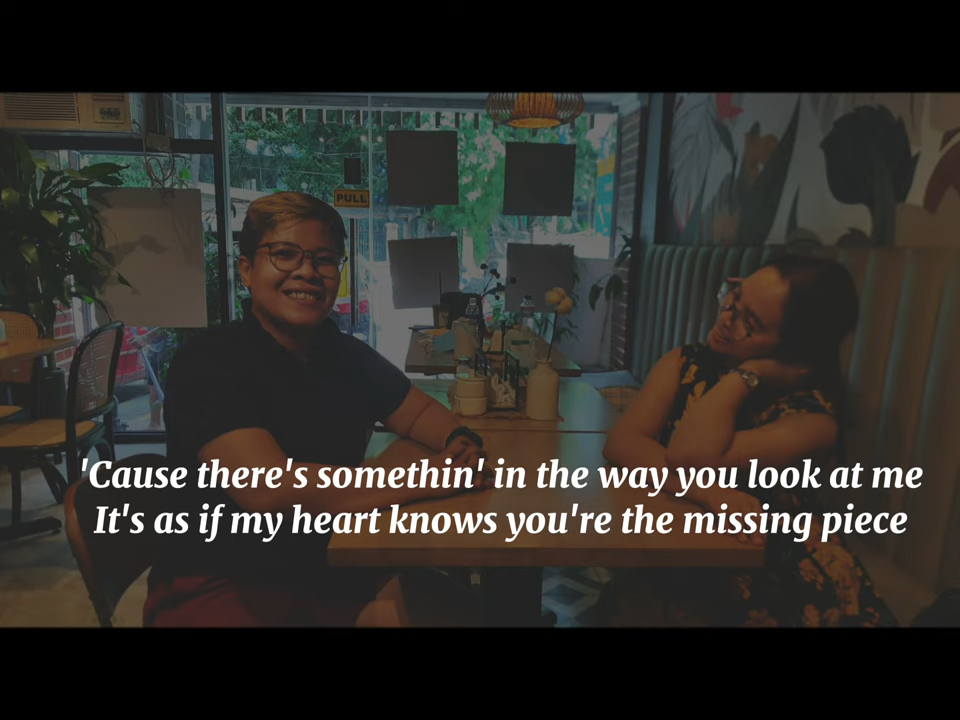 PULL
'Cause there's somethin' in the way you look at me
It's as if my heart knows you're the missing piece